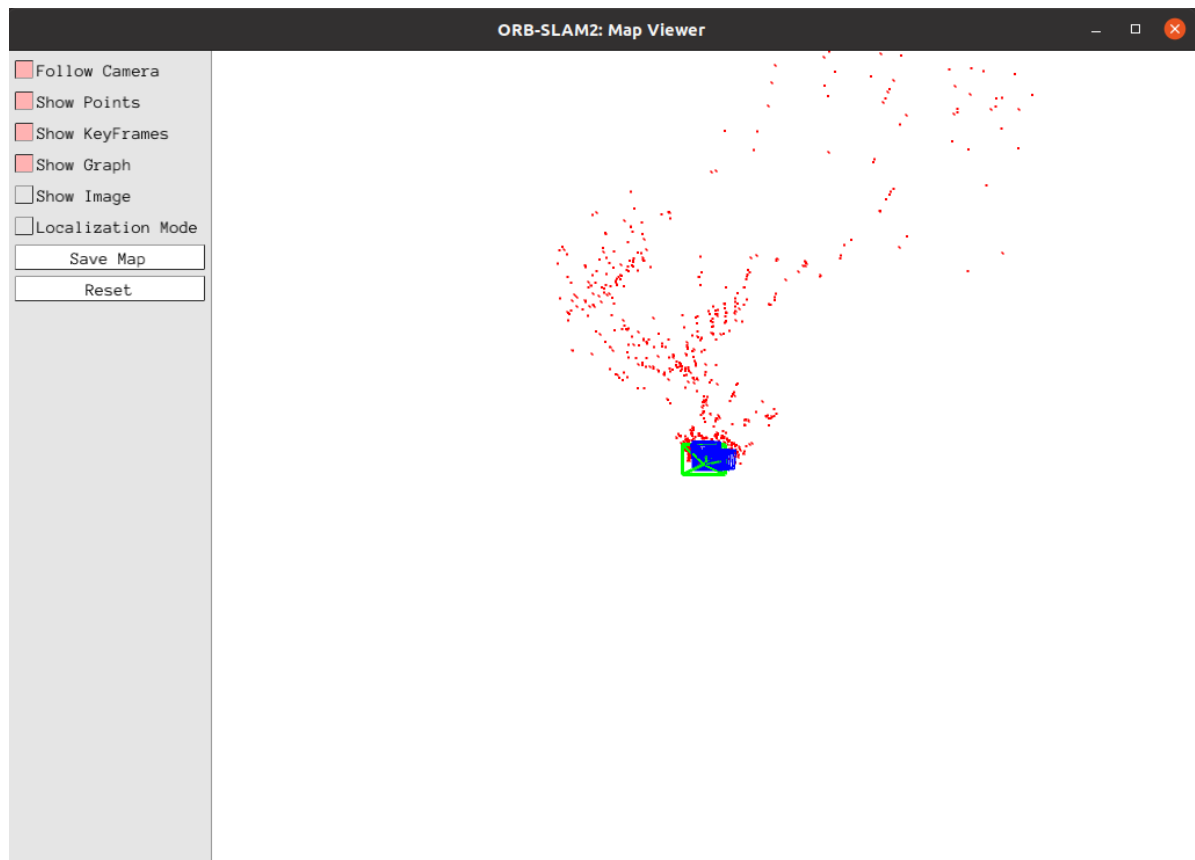 ORB-SLAM2: Map Viewer
Follow Camera
Show Points
Show KeyFrames
Show Graph
Show Image
Localization Mode
Save Map
Reset